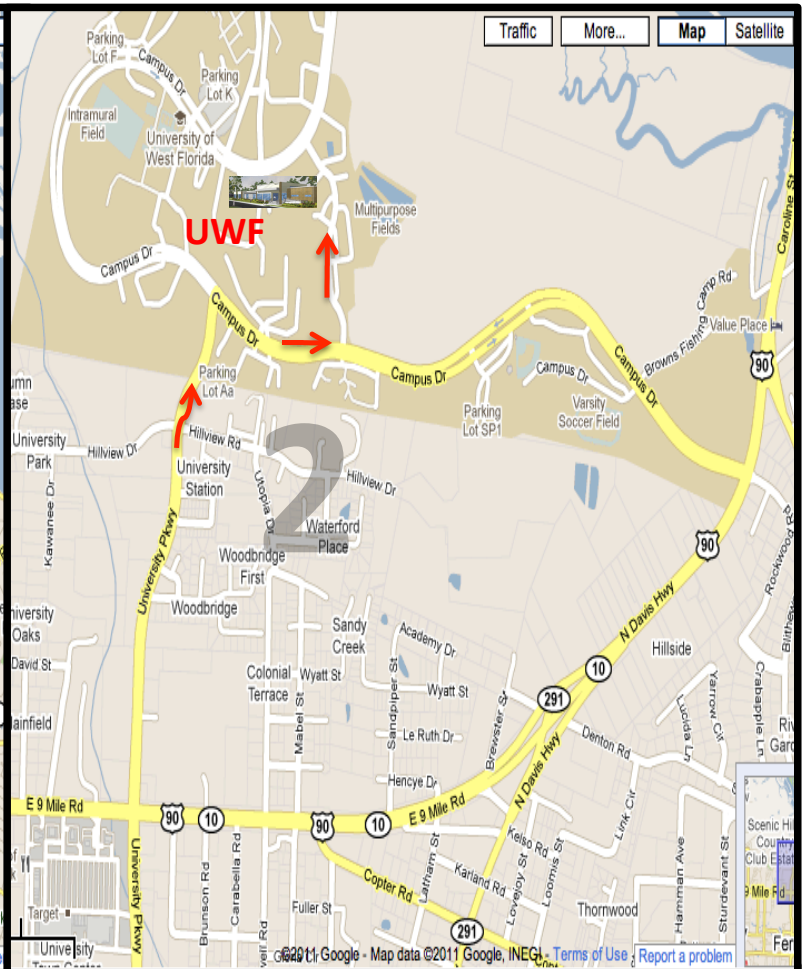 Traffic
More...
Map
Satellite
Parking
Lot F
Campus Dr
Parking
Lot K
Intramural
Field
University of
West Florida
UWF
Multipurpose
Fields
Caroline St
Campus Dr
Campus Dr
Browns Fishing Camp Rd
Value Place
90
Campus Dr
Campus Dr
Campus Dr
Parking
Lot Aa
Parking
Lot SP1
Varsity
Soccer Field
University
Park
Hillview Dr
Hillview Rd
University
Station
Utopia Dr
2
Hillview Dr
Kawanee Dr
Waterford
Place
90
Rockwood Rd
University Pkwy
Woodbridge
First
Woodbridge
Sandy
Creek
Academy Dr
N Davis Hwy
Hillside
Oaks
David St
Colonial
Terrace
Wyatt St
Wyatt St
Sandpiper St
10
291
Brewster St
Mabel St
Le Ruth Dr
Denton Rd
Lucida Ln
Yarrow Cir
Crabapple Ln
Hencye Dr
N Davis Hwy
E 9 Mile Rd
90
10
90
10
E 9 Mile Rd
Kelso Rd
Link Cir
University Pkwy
Brunson Rd
Carabella Rd
Copter Rd
Latham St
Karland Rd
Lovejoy St
Loomis St
Hamman Ave
Sturdevant St
Scenic Hil
Country
Club Estat
9 Mile Rd
Fer
Target
Fuller St
291
Thornwood
University
Town Center
©2011 Google - Map data ©2011 Google, INEGI - Terms of Use
Report a problem